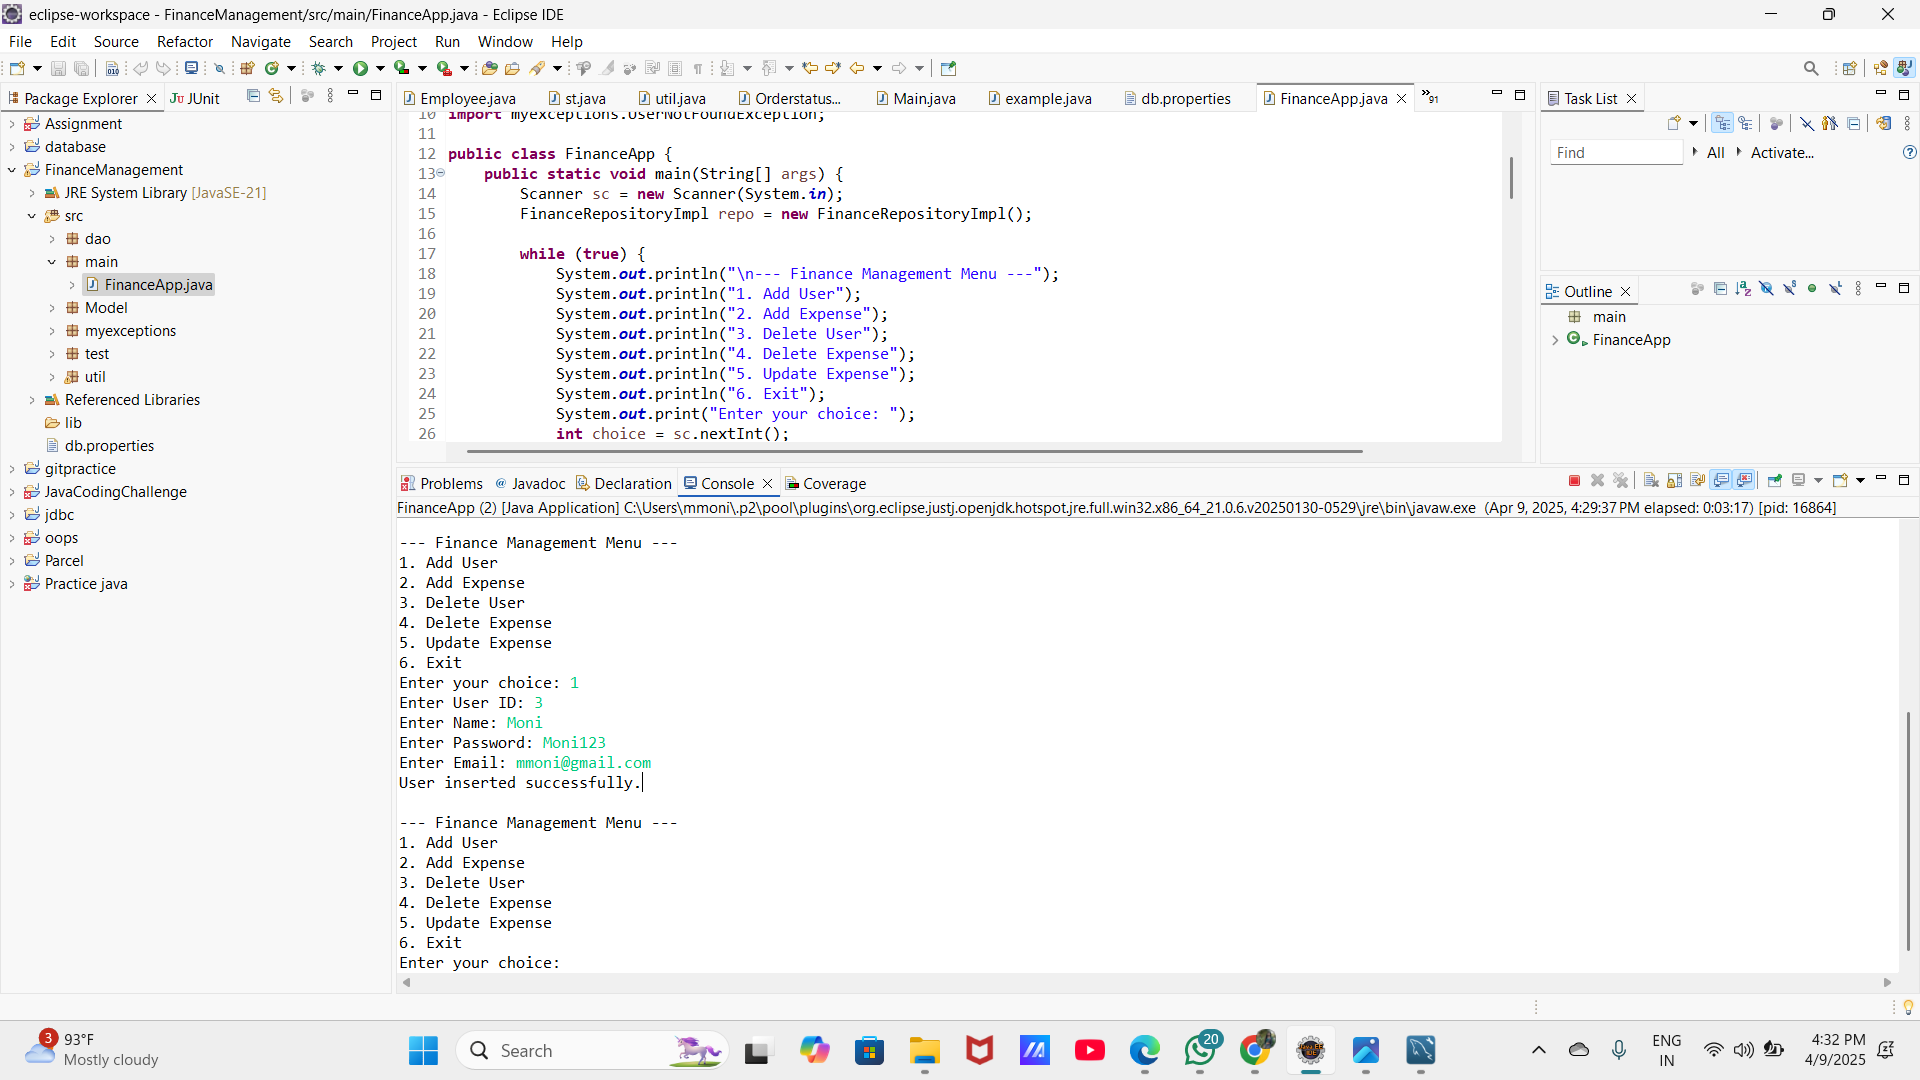 eclipse-workspace - FinanceManagement/src/main/FinanceApp.java - Eclipse IDE
File Edit Source Refactor Navigate Search Project Run Window Help
Package Explorer JUnit
Assignment
database
FinanceManagement
JRE System Library [JavaSE-21]
src
dao
main
FinanceApp.java
Model
myexceptions
test
util
Referenced Libraries
lib
db.properties
gitpractice
JavaCodingChallenge
jdbc
oops
Parcel
Practice java
Employee.java st.java util.java Orderstatus... Main.java example.java db.properties FinanceApp.java »91
10 import myexceptions.UserNotFoundException;
11
12 public class FinanceApp {
13 public static void main(String[] args) {
14 Scanner sc = new Scanner(System.in);
15 FinanceRepositoryImpl repo = new FinanceRepositoryImpl();
16
17 while (true) {
18 System.out.println("\n--- Finance Management Menu ---");
19 System.out.println("1. Add User");
20 System.out.println("2. Add Expense");
21 System.out.println("3. Delete User");
22 System.out.println("4. Delete Expense");
23 System.out.println("5. Update Expense");
24 System.out.println("6. Exit");
25 System.out.print("Enter your choice: ");
26 int choice = sc.nextInt();
Task List
Find All Activate...
Outline
main
FinanceApp
Problems Javadoc Declaration Console Coverage
FinanceApp (2) [Java Application] C:\Users\mmoni\.p2\pool\plugins\org.eclipse.justj.openjdk.hotspot.jre.full.win32.x86_64_21.0.6.v20250130-0529\jre\bin\javaw.exe (Apr 9, 2025, 4:29:37 PM elapsed: 0:03:17) [pid: 16864]
--- Finance Management Menu ---
1. Add User
2. Add Expense
3. Delete User
4. Delete Expense
5. Update Expense
6. Exit
Enter your choice: 1
Enter User ID: 3
Enter Name: Moni
Enter Password: Moni123
Enter Email: mmoni@gmail.com
User inserted successfully.
--- Finance Management Menu ---
1. Add User
2. Add Expense
3. Delete User
4. Delete Expense
5. Update Expense
6. Exit
Enter your choice:
3 93°F
Mostly cloudy
Search
20
ENG
IN
4:32 PM
4/9/2025